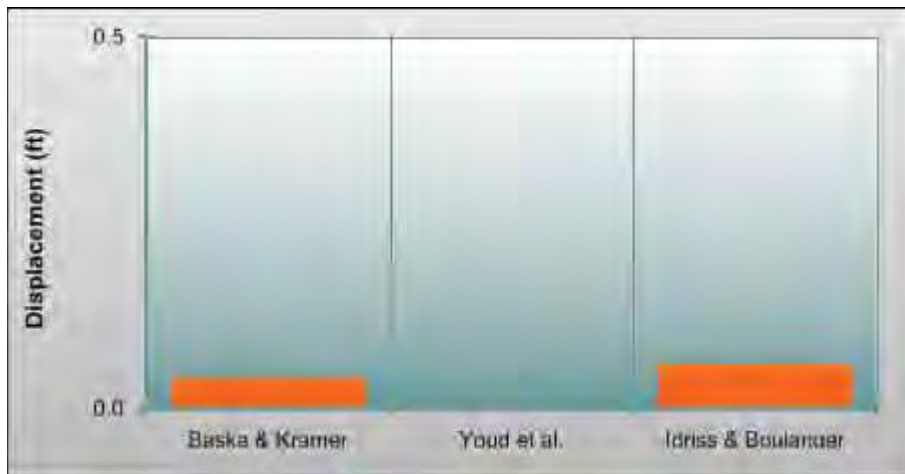 0.5
Displacement (ft)
0.0
Baska & Kramer
Youd et al.
Idriss & Boulanger